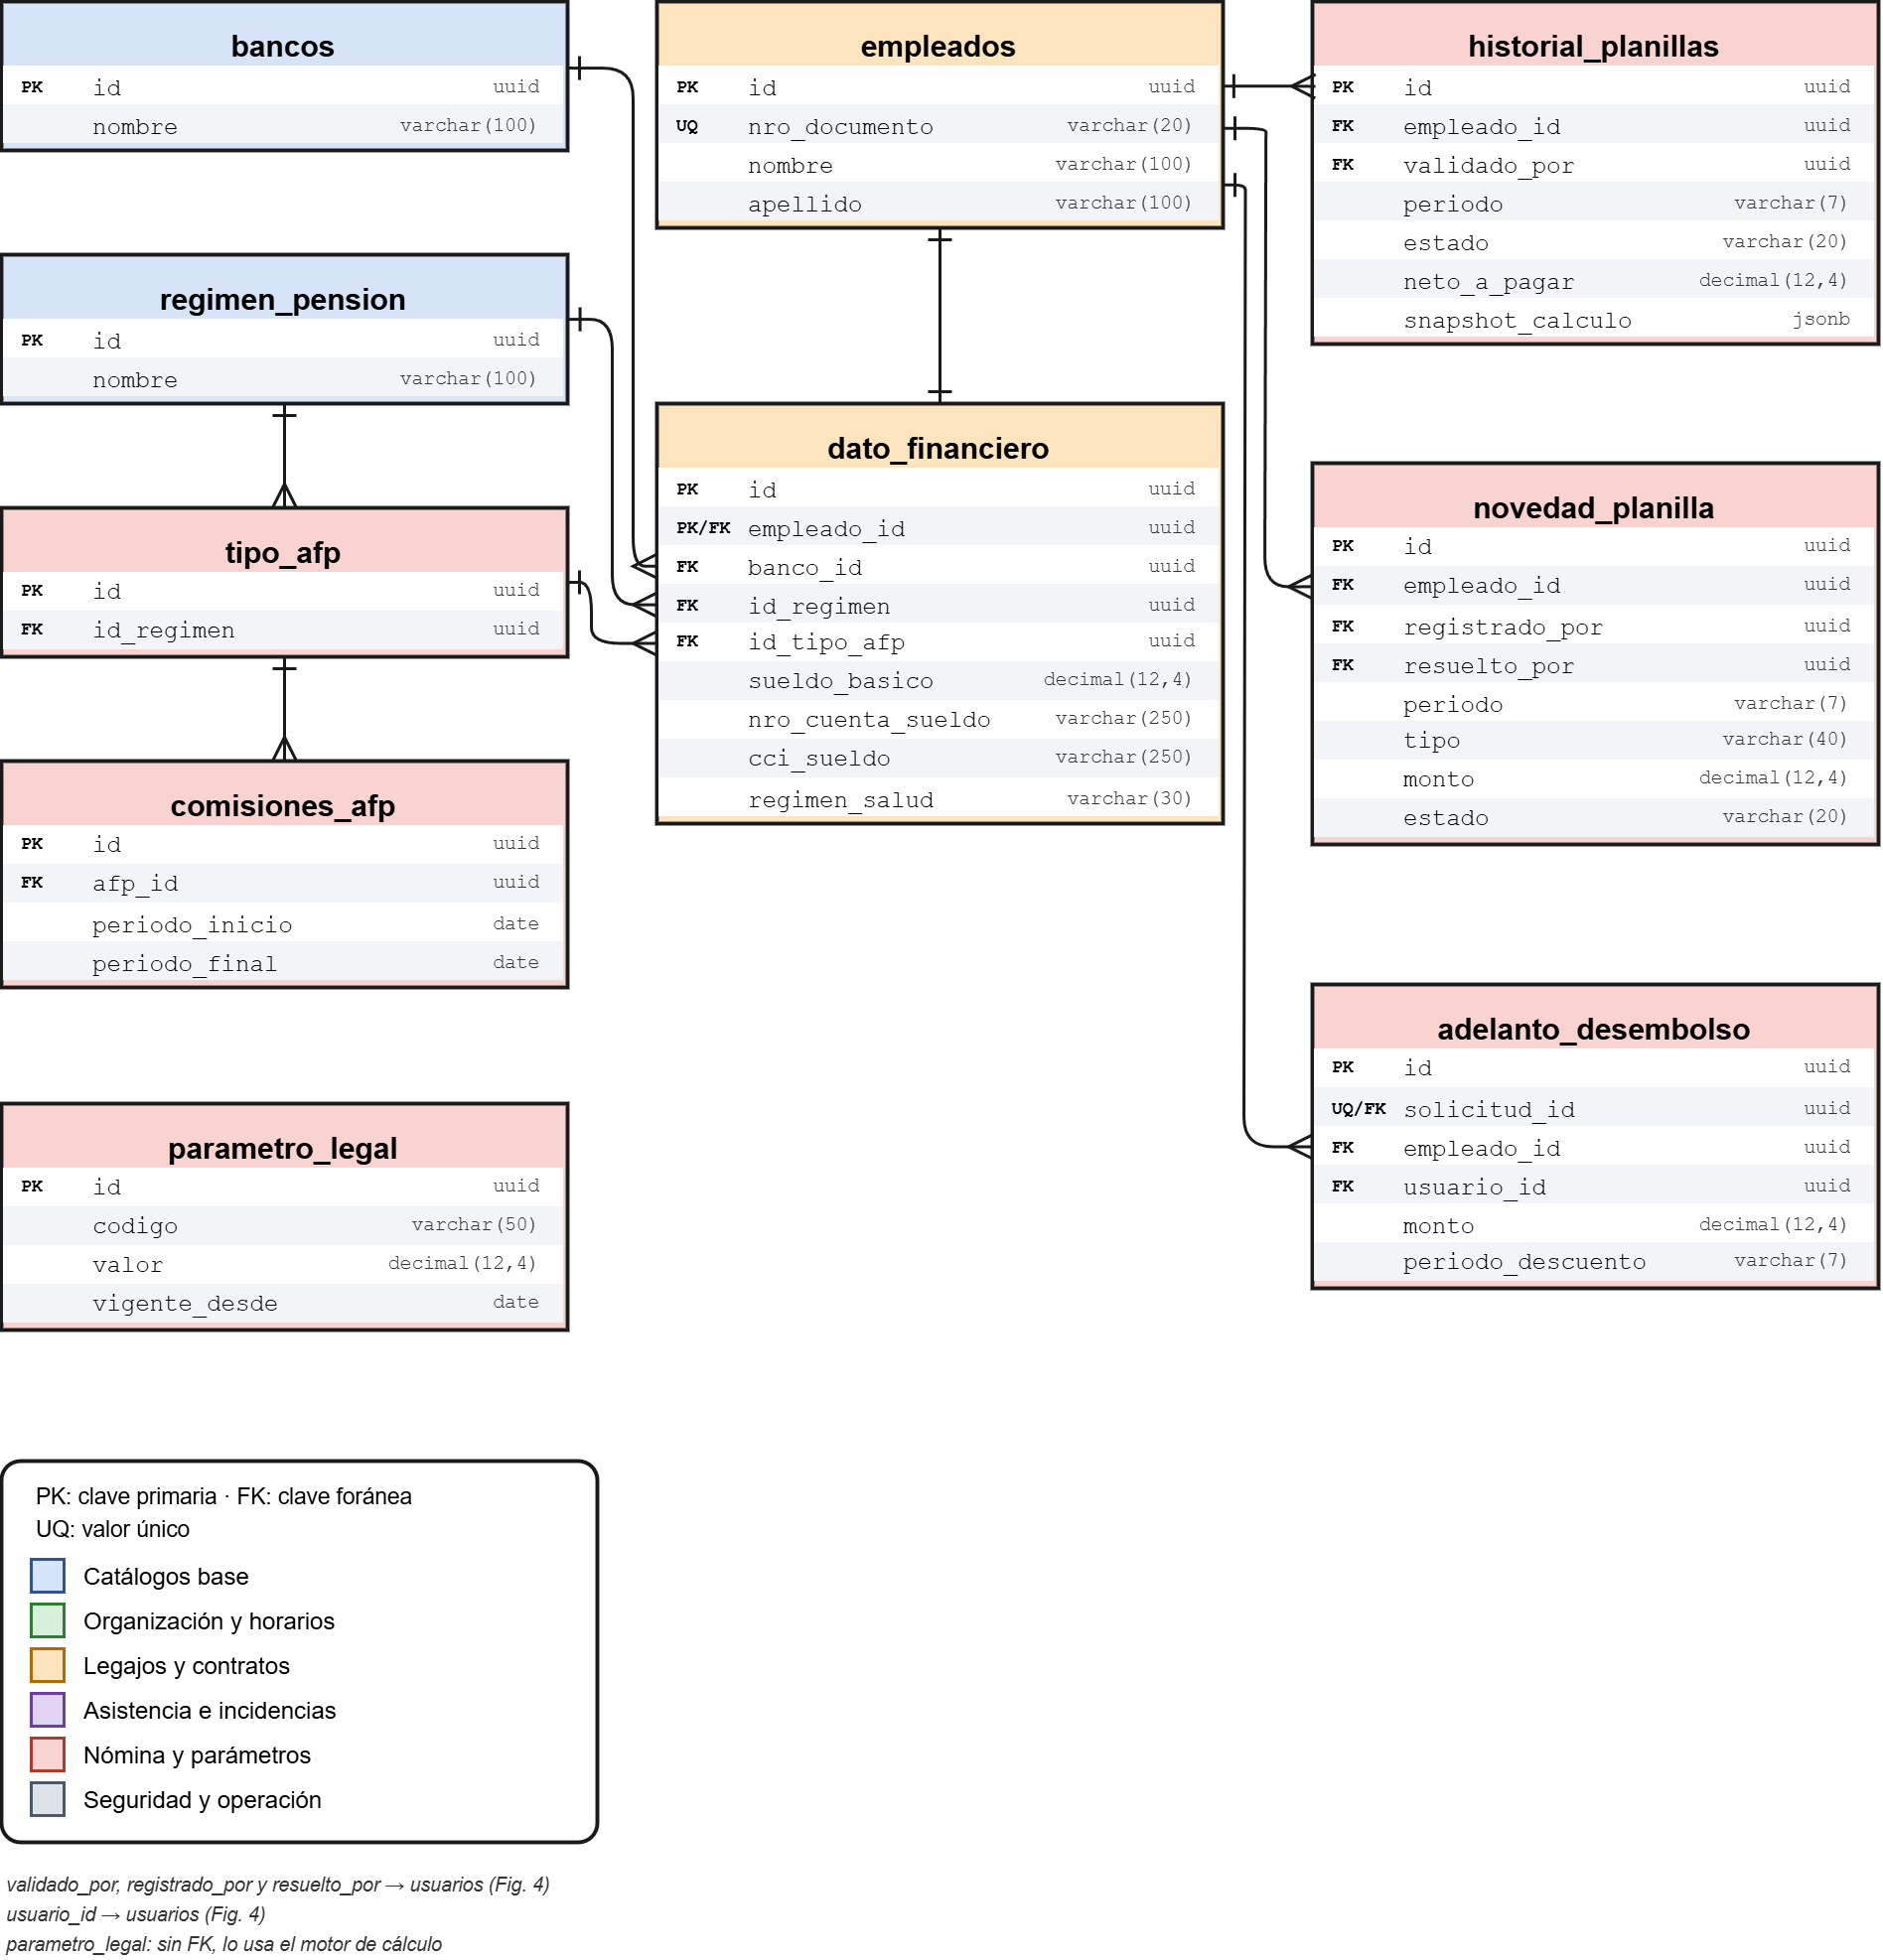 bancos
PK id uuid
nombre varchar(100)
regimen_pension
PK id uuid
nombre varchar(100)
tipo_afp
PK id uuid
FK id_regimen uuid
comisiones_afp
PK id uuid
FK afp_id uuid
periodo_inicio date
periodo_final date
parametro_legal
PK id uuid
codigo varchar(50)
valor decimal(12,4)
vigente_desde date
empleados
PK id uuid
UQ nro_documento varchar(20)
nombre varchar(100)
apellido varchar(100)
dato_financiero
PK id uuid
PK/FK empleado_id uuid
FK banco_id uuid
FK id_regimen uuid
FK id_tipo_afp uuid
sueldo_basico decimal(12,4)
nro_cuenta_sueldo varchar(250)
cci_sueldo varchar(250)
regimen_salud varchar(30)
historial_planillas
PK id uuid
FK empleado_id uuid
FK validado_por uuid
periodo varchar(7)
estado varchar(20)
neto_a_pagar decimal(12,4)
snapshot_calculo jsonb
novedad_planilla
PK id uuid
FK empleado_id uuid
FK registrado_por uuid
FK resuelto_por uuid
periodo varchar(7)
tipo varchar(40)
monto decimal(12,4)
estado varchar(20)
adelanto_desembolso
PK id uuid
UQ/FK solicitud_id uuid
FK empleado_id uuid
FK usuario_id uuid
monto decimal(12,4)
periodo_descuento varchar(7)
PK: clave primaria · FK: clave foránea
UQ: valor único
Catálogos base
Organización y horarios
Legajos y contratos
Asistencia e incidencias
Nómina y parámetros
Seguridad y operación
validado_por, registrado_por y resuelto_por → usuarios (Fig. 4)
usuario_id → usuarios (Fig. 4)
parametro_legal: sin FK, lo usa el motor de cálculo